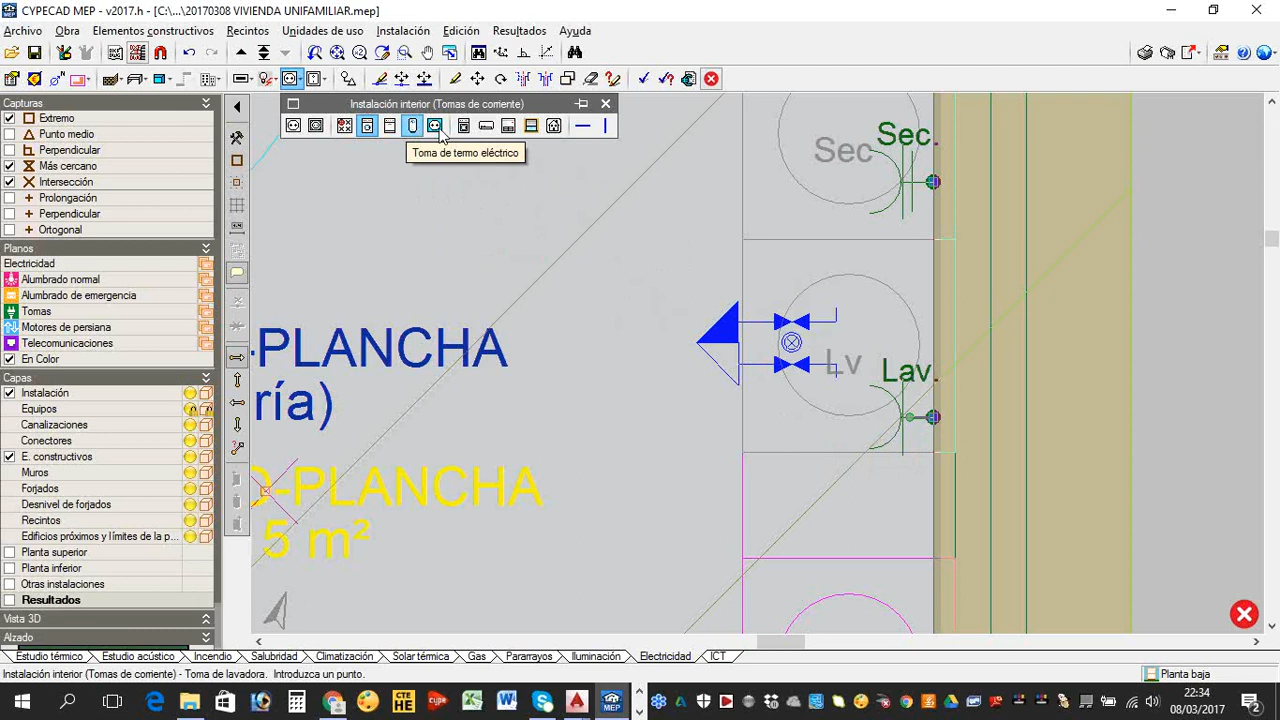 CYPECAD MEP - v2017.h - [C:\...\20170308 VIVIENDA UNIFAMILIAR.mep]
Archivo Obra Elementos constructivos Recintos Unidades de uso Instalación Edición Resultados Ayuda
Capturas
Extremo
Punto medio
Perpendicular
Más cercano
Intersección
Prolongación
Perpendicular
Ortogonal
Planos
Electricidad
Alumbrado normal
Alumbrado de emergencia
Tomas
Motores de persiana
Telecomunicaciones
En Color
Capas
Instalación
Equipos
Canalizaciones
Conectores
E. constructivos
Muros
Forjados
Desnivel de forjados
Recintos
Edificios próximos y límites de la p...
Planta superior
Planta inferior
Otras instalaciones
Resultados
Vista 3D
Alzado
Instalación interior (Tomas de corriente)
Toma de termo eléctrico
Sec.
Sec
-PLANCHA
ría)
Lv
Lav.
-PLANCHA
5 m²
Estudio térmico Estudio acústico Incendio Salubridad Climatización Solar térmica Gas Pararrayos Iluminación Electricidad ICT
Instalación interior (Tomas de corriente) - Toma de lavadora. Introduzca un punto.
Planta baja
CTE
HE
cype
MEP
22:34
08/03/2017
2